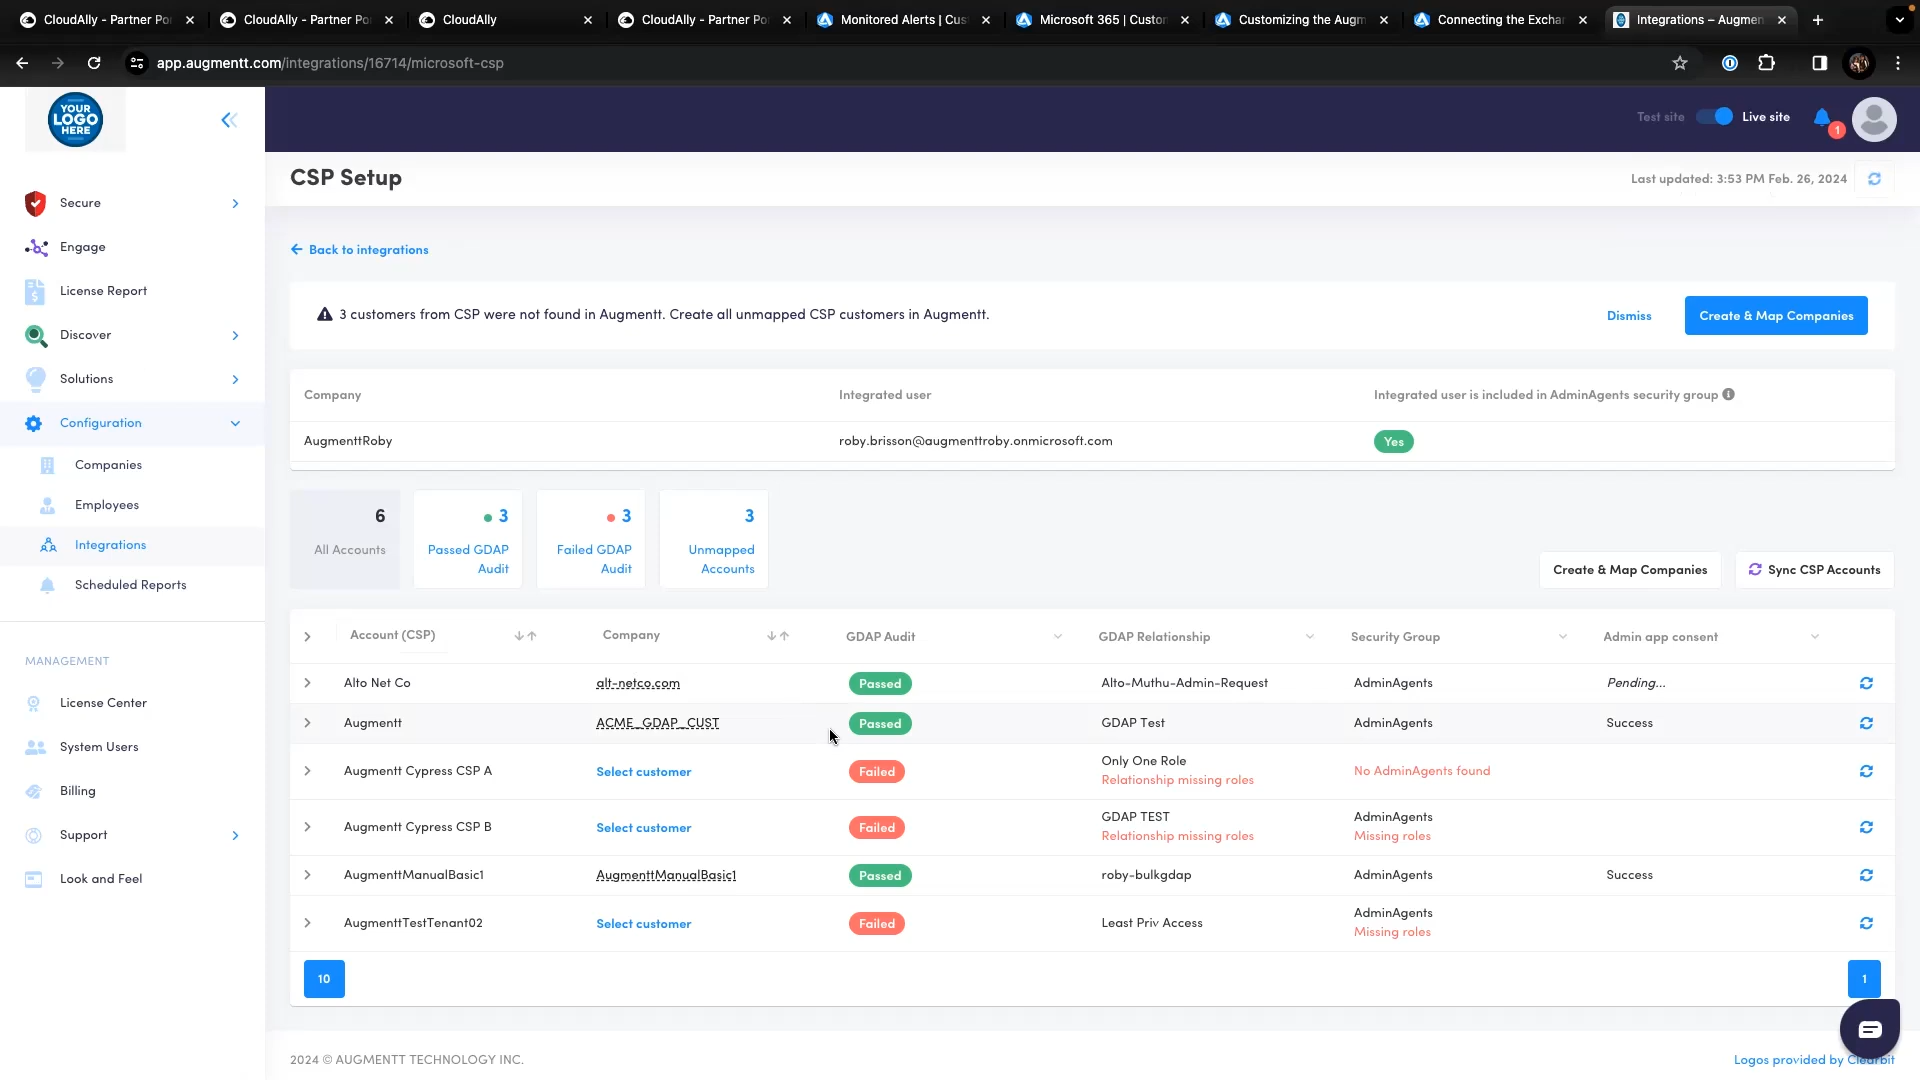 CloudAlly - Partner Po
CloudAlly - Partner Po
CloudAlly
CloudAlly - Partner Po
Monitored Alerts | Cus
Microsoft 365 | Custo
Customizing the Augm
Connecting the Excha
Integrations – Augmen
app.augmentt.com/integrations/16714/microsoft-csp
YOUR
LOGO
HERE
Test site
Live site
1
CSP Setup
Last updated: 3:53 PM Feb. 26, 2024
Secure
Engage
License Report
Discover
Solutions
Configuration
Companies
Employees
Integrations
Scheduled Reports
MANAGEMENT
License Center
System Users
Billing
Support
Look and Feel
Back to integrations
3 customers from CSP were not found in Augmentt. Create all unmapped CSP customers in Augmentt.
Dismiss
Create & Map Companies
Company
Integrated user
Integrated user is included in AdminAgents security group
AugmenttRoby
roby.brisson@augmenttroby.onmicrosoft.com
Yes
6
All Accounts
3
Passed GDAP
Audit
3
Failed GDAP
Audit
3
Unmapped
Accounts
Create & Map Companies
Sync CSP Accounts
Account (CSP)
Company
GDAP Audit
GDAP Relationship
Security Group
Admin app consent
Alto Net Co
alt-netco.com
Passed
Alto-Muthu-Admin-Request
AdminAgents
Pending...
Augmentt
ACME_GDAP_CUST
Passed
GDAP Test
AdminAgents
Success
Augmentt Cypress CSP A
Select customer
Failed
Only One Role
Relationship missing roles
No AdminAgents found
Augmentt Cypress CSP B
Select customer
Failed
GDAP TEST
Relationship missing roles
AdminAgents
Missing roles
AugmenttManualBasic1
AugmenttManualBasic1
Passed
roby-bulkgdap
AdminAgents
Success
AugmenttTestTenant02
Select customer
Failed
Least Priv Access
AdminAgents
Missing roles
10
1
2024 © AUGMENTT TECHNOLOGY INC.
Logos provided by Clearbit